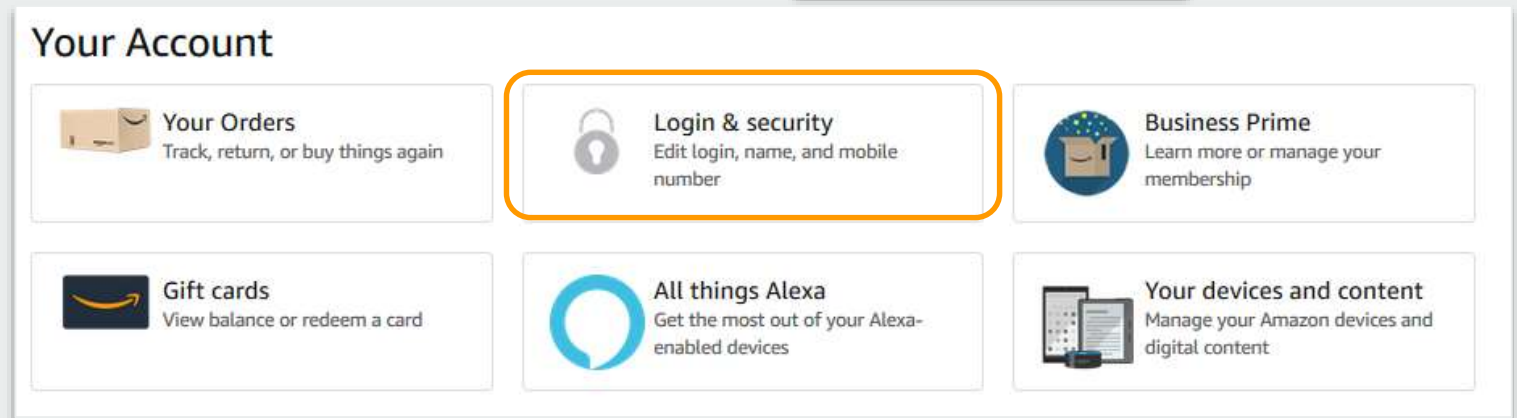 Your Account
Your Orders
Track, return, or buy things again
Login & security
Edit login, name, and mobile
number
Business Prime
Learn more or manage your
membership
Gift cards
View balance or redeem a card
All things Alexa
Get the most out of your Alexa-
enabled devices
Your devices and content
Manage your Amazon devices and
digital content